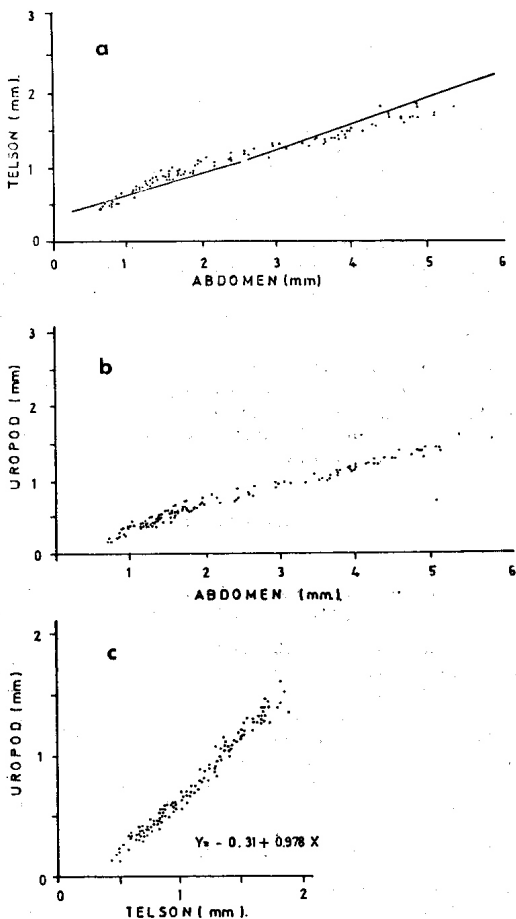 a
3
2
1
0
TELSON (mm).
0 1 2 3 4 5 6
ABDOMEN (mm)
b
3
2
1
0
UROPOD (mm)
1 2 3 4 5 6
ABDOMEN (mm).
c
2
1
0
UROPOD (mm)
Y= - 0.31 + 0.978 X
0 1 2
TELSON ( mm ).